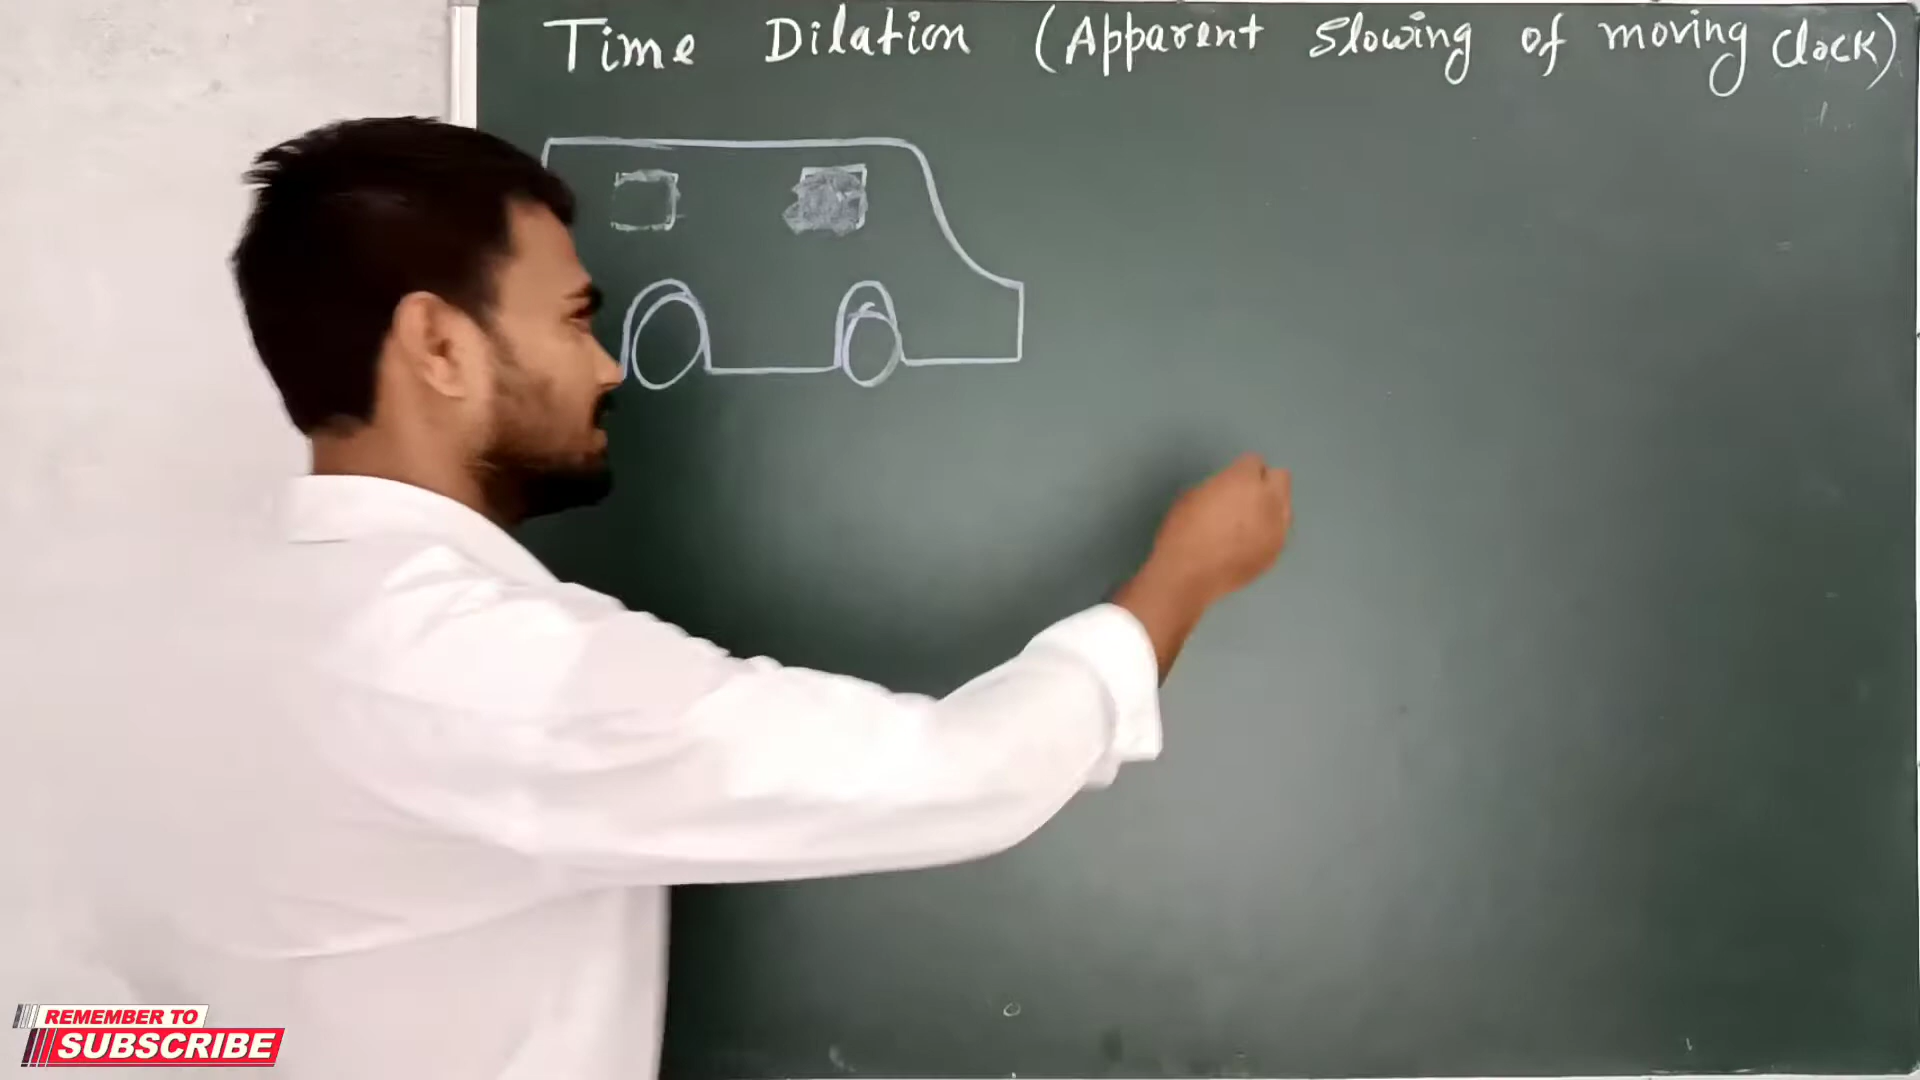 Time Dilation (Apparent Slowing of moving Clock)
REMEMBER TO
SUBSCRIBE